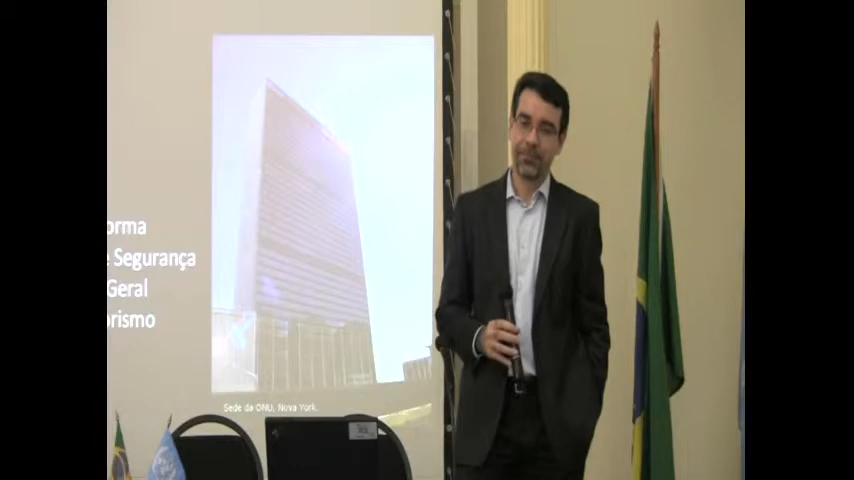 orma
e Segurança
Geral
orismo
Sede da ONU, Nova York.